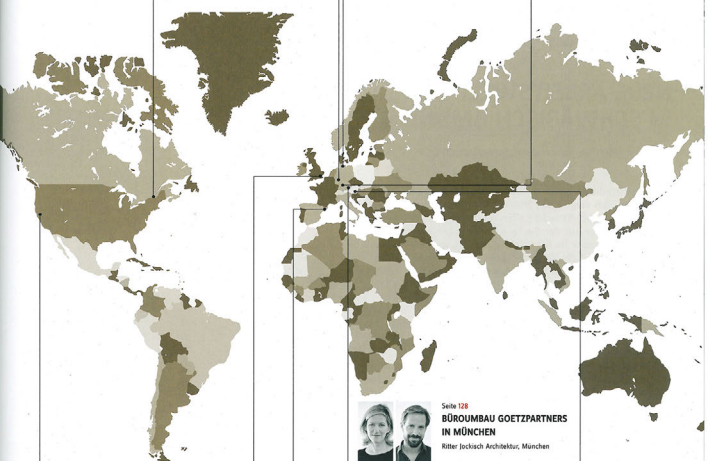 Seite 128
BÜROUMBAU GOETZPARTNERS
IN MÜNCHEN
Ritter Jockisch Architektur, München